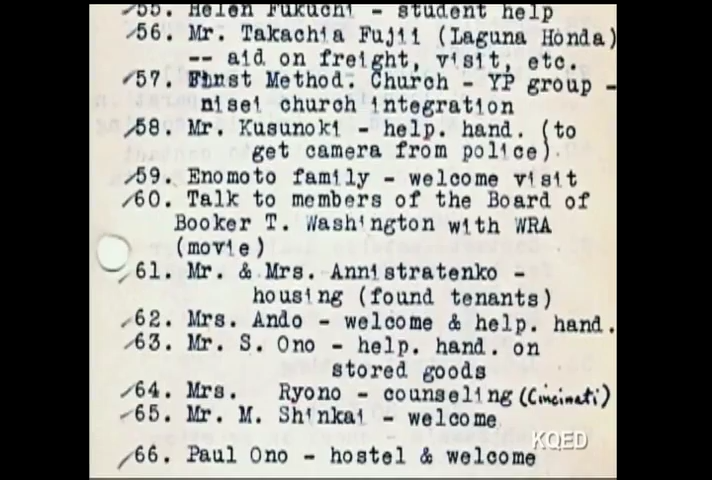 55. Helen Fukuchi - student help
56. Mr. Takachia Fujii (Laguna Honda)
-- aid on freight, visit, etc.
57. First Method. Church - YP group -
nisei church integration
58. Mr. Kusunoki - help. hand. (to
get camera from police).
59. Enomoto family - welcome visit
60. Talk to members of the Board of
Booker T. Washington with WRA
(movie)
61. Mr. & Mrs. Annistratenko -
housing (found tenants)
62. Mrs. Ando - welcome & help. hand.
63. Mr. S. Ono - help. hand. on
stored goods
64. Mrs. Ryono - counseling (Cincinati)
65. Mr. M. Shinkai - welcome
KQED
66. Paul Ono - hostel & welcome